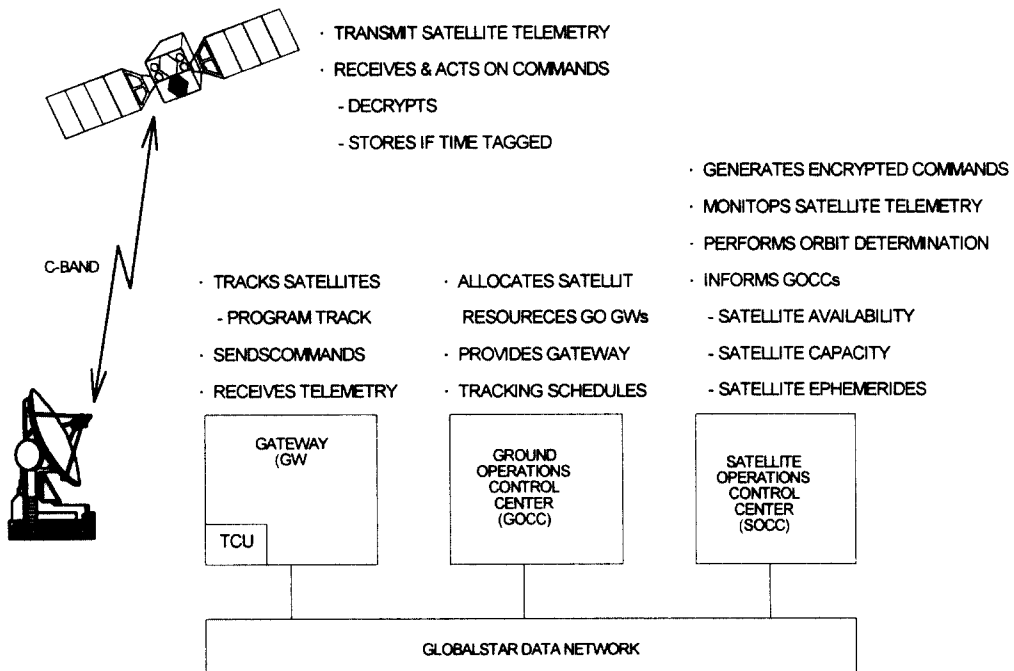 · TRANSMIT SATELLITE TELEMETRY
· RECEIVES & ACTS ON COMMANDS
- DECRYPTS
- STORES IF TIME TAGGED
· GENERATES ENCRYPTED COMMANDS
· MONITOPS SATELLITE TELEMETRY
· PERFORMS ORBIT DETERMINATION
· INFORMS GOCCs
- SATELLITE AVAILABILITY
- SATELLITE CAPACITY
- SATELLITE EPHEMERIDES
C-BAND
· TRACKS SATELLITES
- PROGRAM TRACK
· SENDSCOMMANDS
· RECEIVES TELEMETRY
· ALLOCATES SATELLIT
RESOURECES GO GWs
· PROVIDES GATEWAY
· TRACKING SCHEDULES
GATEWAY
(GW
TCU
GROUND
OPERATIONS
CONTROL
CENTER
(GOCC)
SATELLITE
OPERATIONS
CONTROL
CENTER
(SOCC)
GLOBALSTAR DATA NETWORK